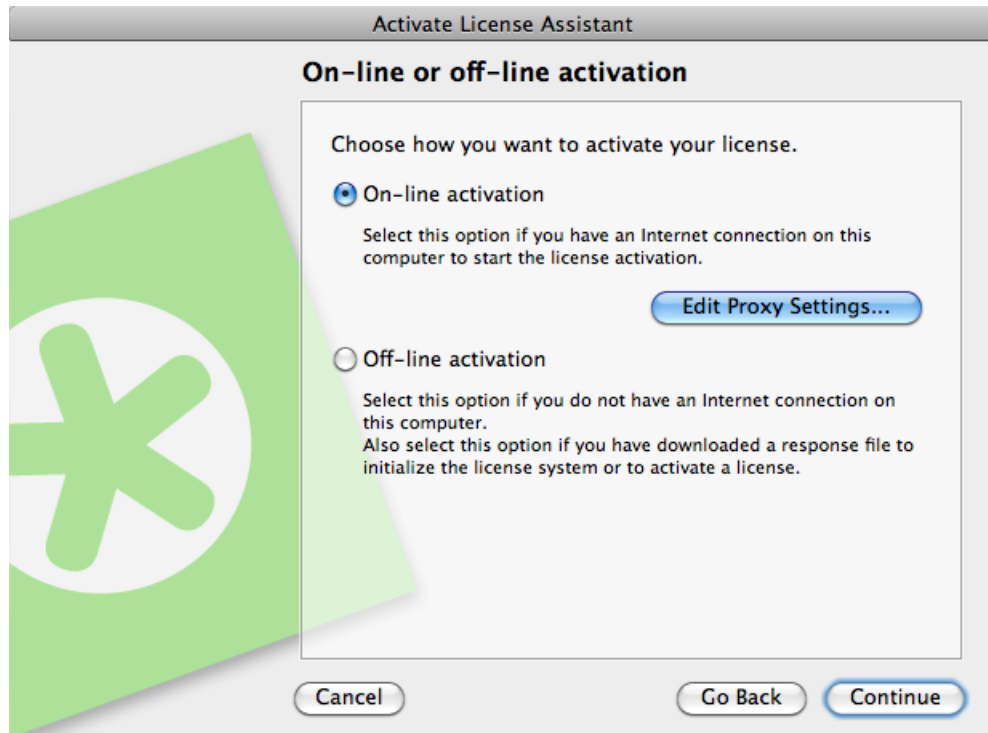 Activate License Assistant
On-line or off-line activation
Choose how you want to activate your license.
On-line activation
Select this option if you have an Internet connection on this
computer to start the license activation.
Edit Proxy Settings...
Off-line activation
Select this option if you do not have an Internet connection on
this computer.
Also select this option if you have downloaded a response file to
initialize the license system or to activate a license.
Cancel
Go Back
Continue